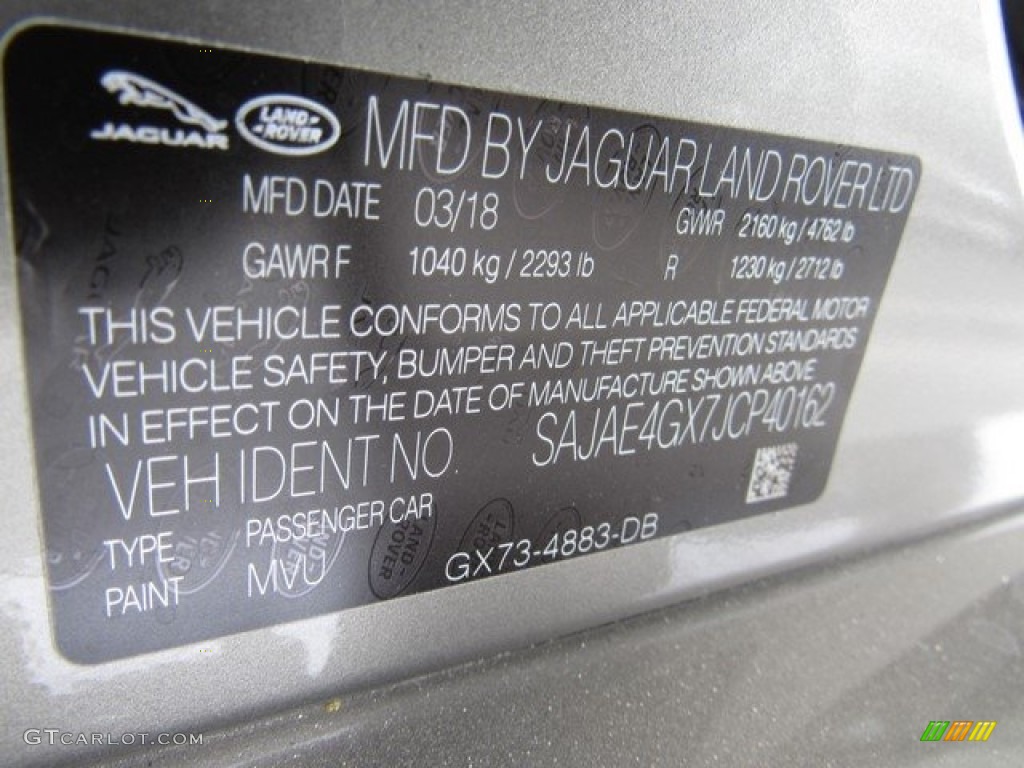 JAGUAR LAND ROVER MFD BY JAGUAR LAND ROVER LTD
MFD DATE 03/18 GVWR 2160 kg / 4762 lb
GAWR F 1040 kg / 2293 lb R 1230 kg / 2712 lb
THIS VEHICLE CONFORMS TO ALL APPLICABLE FEDERAL MOTOR
VEHICLE SAFETY, BUMPER AND THEFT PREVENTION STANDARDS
IN EFFECT ON THE DATE OF MANUFACTURE SHOWN ABOVE
VEH IDENT NO. SAJAE4GX7JCP40162
TYPE PASSENGER CAR
PAINT MVU GX73-4883-DB
GTCARLOT.COM